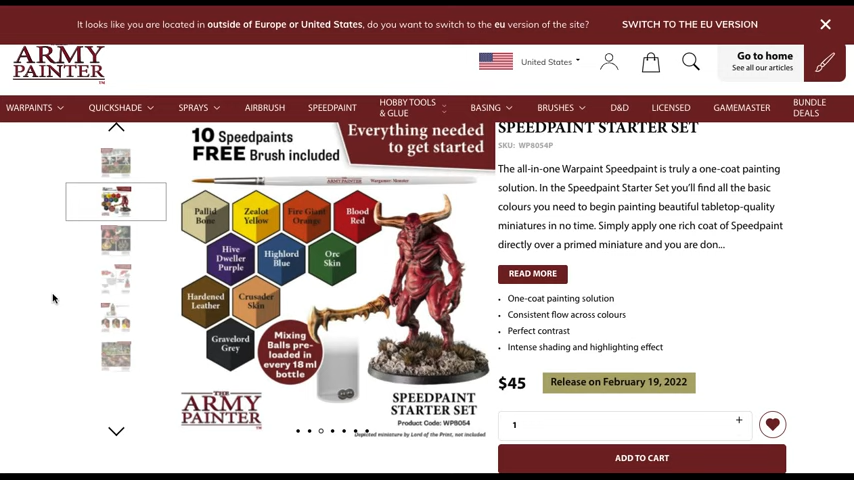 It looks like you are located in outside of Europe or United States, do you want to switch to the eu version of the site?
SWITCH TO THE EU VERSION
ARMY
PAINTER
United States
Go to home
See all our articles
WARPAINTS
QUICKSHADE
SPRAYS
AIRBRUSH
SPEEDPAINT
HOBBY TOOLS
& GLUE
BASING
BRUSHES
D&D
LICENSED
GAMEMASTER
BUNDLE
DEALS
10 Speedpaints
FREE Brush included
Everything needed
to get started
Pallid
Bone
Zealot
Yellow
Fire Giant
Orange
Blood
Red
Hive
Dweller
Purple
Highlord
Blue
Orc
Skin
Hardened
Leather
Crusader
Skin
Gravelord
Grey
Mixing
Balls pre-
loaded in
every 18 ml
bottle
THE
ARMY
PAINTER
SPEEDPAINT
STARTER SET
Product Code: WP8054
Depicted miniature by Lord of the Print, not included
SPEEDPAINT STARTER SET
SKU: WP8054P
The all-in-one Warpaint Speedpaint is truly a one-coat painting
solution. In the Speedpaint Starter Set you'll find all the basic
colours you need to begin painting beautiful tabletop-quality
miniatures in no time. Simply apply one rich coat of Speedpaint
directly over a primed miniature and you are don...
READ MORE
One-coat painting solution
Consistent flow across colours
Perfect contrast
Intense shading and highlighting effect
$45
Release on February 19, 2022
1
+
ADD TO CART